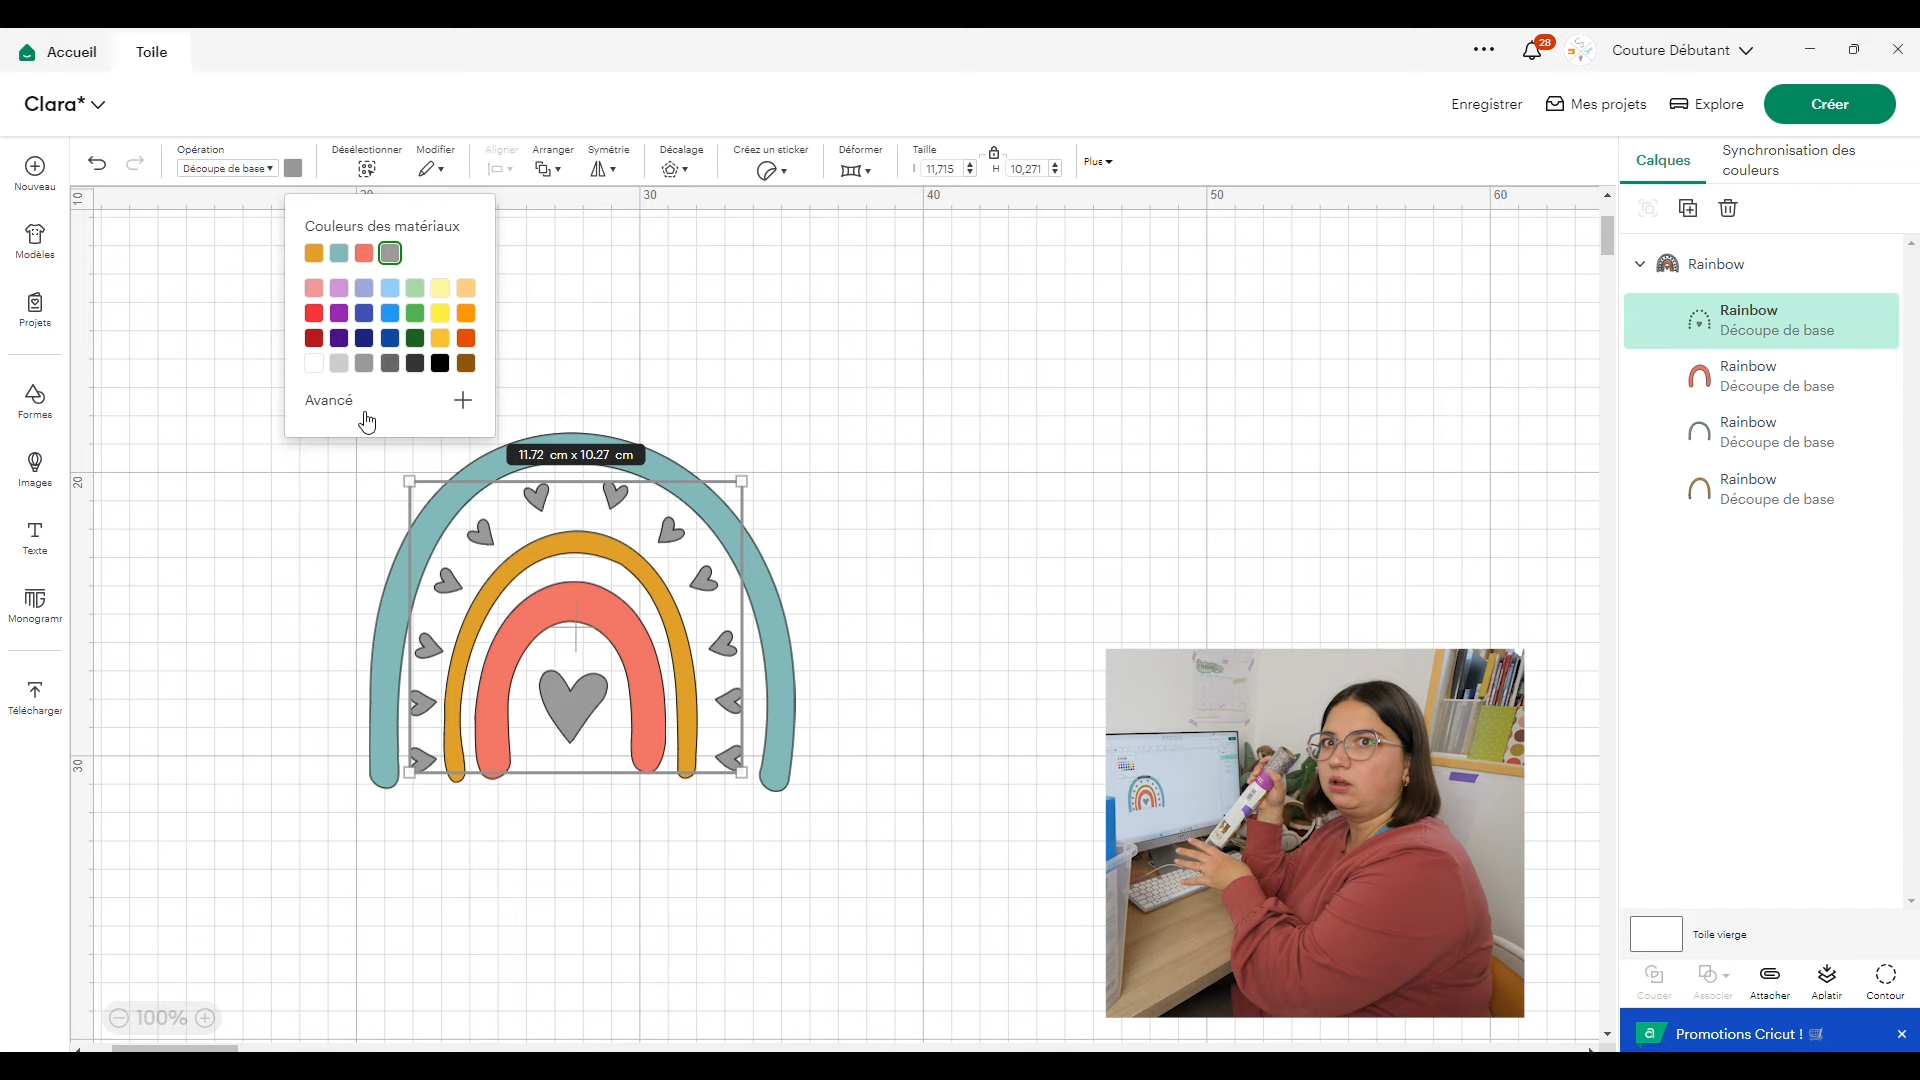 Accueil
Toile
28
Couture Débutant
Clara*
Enregistrer
Mes projets
Explore
Créer
Nouveau
Modèles
Projets
Formes
Images
Texte
Monogramr
Télécharger
Opération
Découpe de base
Désélectionner
Modifier
Aligner
Arranger
Symétrie
Décalage
Créez un sticker
Déformer
Taille
l 11,715
H 10,271
Plus
10
20
30
40
50
60
20
30
Couleurs des matériaux
Avancé
11.72 cm x 10.27 cm
100%
Calques
Synchronisation des
couleurs
Rainbow
Rainbow
Découpe de base
Rainbow
Découpe de base
Rainbow
Découpe de base
Rainbow
Découpe de base
Toile vierge
Couper
Associer
Attacher
Aplatir
Contour
a
Promotions Cricut !